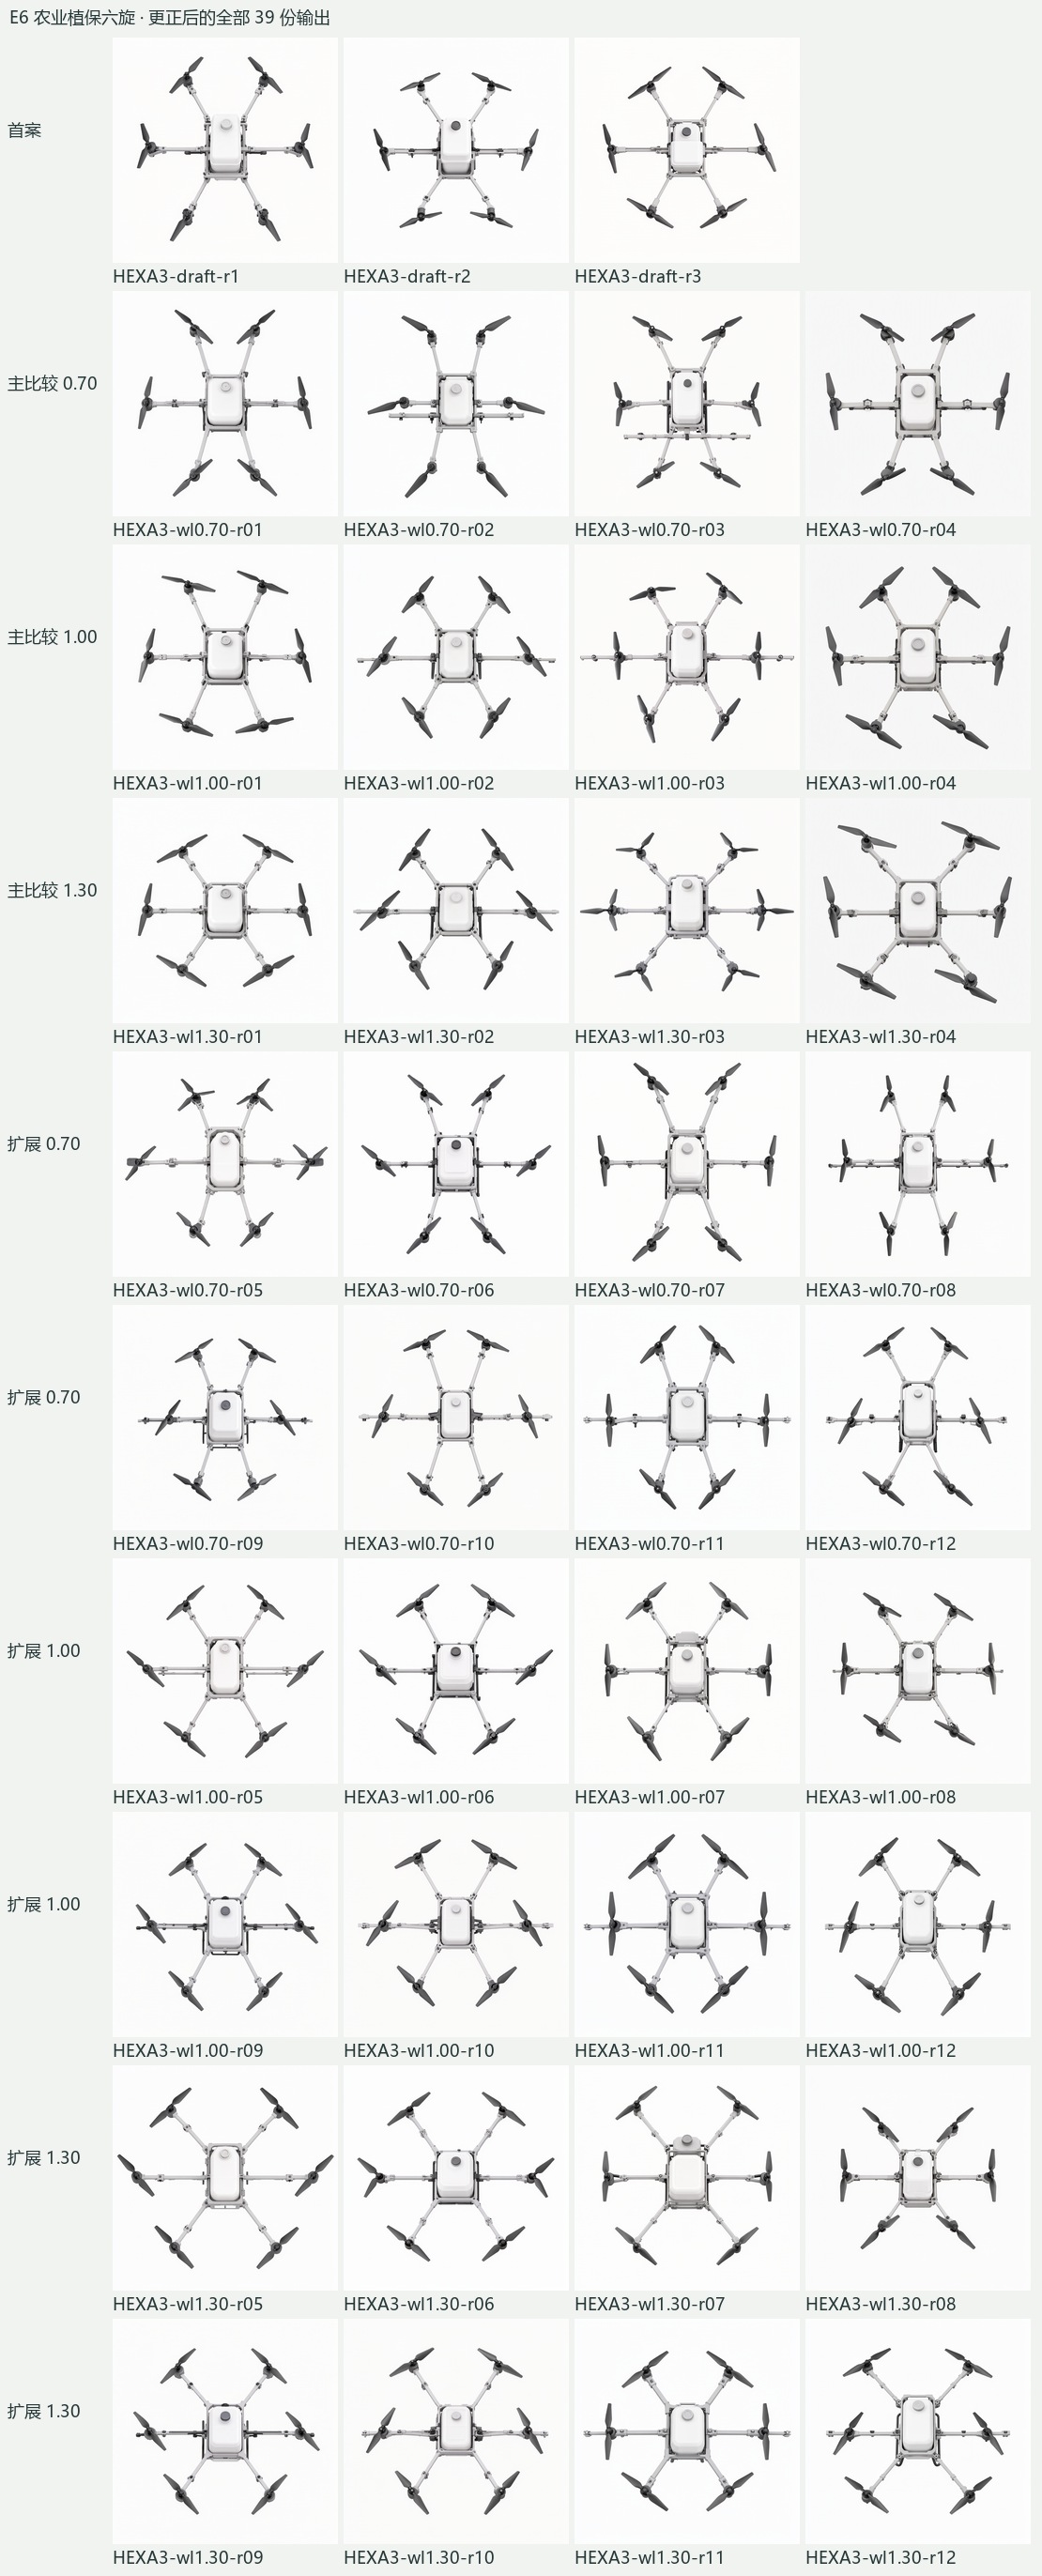 E6 农业植保六旋 · 更正后的全部 39 份输出
首案
HEXA3-draft-r1
HEXA3-draft-r2
HEXA3-draft-r3
主比较 0.70
HEXA3-wl0.70-r01
HEXA3-wl0.70-r02
HEXA3-wl0.70-r03
HEXA3-wl0.70-r04
主比较 1.00
HEXA3-wl1.00-r01
HEXA3-wl1.00-r02
HEXA3-wl1.00-r03
HEXA3-wl1.00-r04
主比较 1.30
HEXA3-wl1.30-r01
HEXA3-wl1.30-r02
HEXA3-wl1.30-r03
HEXA3-wl1.30-r04
扩展 0.70
HEXA3-wl0.70-r05
HEXA3-wl0.70-r06
HEXA3-wl0.70-r07
HEXA3-wl0.70-r08
扩展 0.70
HEXA3-wl0.70-r09
HEXA3-wl0.70-r10
HEXA3-wl0.70-r11
HEXA3-wl0.70-r12
扩展 1.00
HEXA3-wl1.00-r05
HEXA3-wl1.00-r06
HEXA3-wl1.00-r07
HEXA3-wl1.00-r08
扩展 1.00
HEXA3-wl1.00-r09
HEXA3-wl1.00-r10
HEXA3-wl1.00-r11
HEXA3-wl1.00-r12
扩展 1.30
HEXA3-wl1.30-r05
HEXA3-wl1.30-r06
HEXA3-wl1.30-r07
HEXA3-wl1.30-r08
扩展 1.30
HEXA3-wl1.30-r09
HEXA3-wl1.30-r10
HEXA3-wl1.30-r11
HEXA3-wl1.30-r12